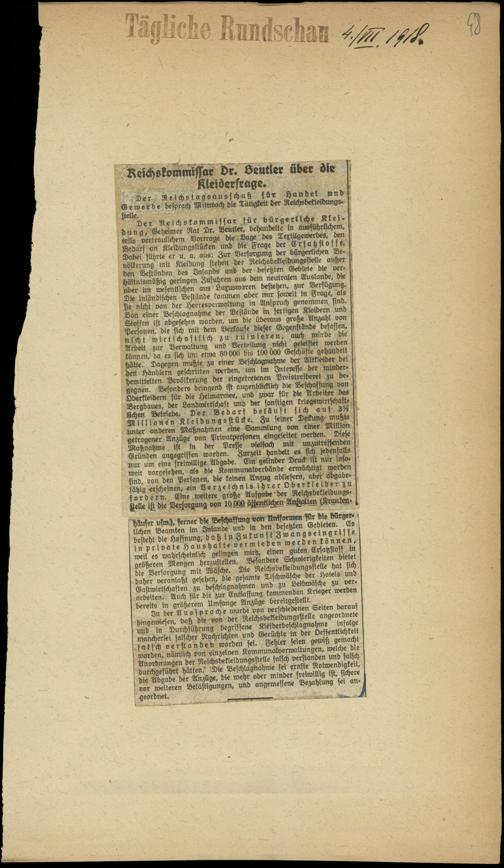 Tägliche Rundschau 4./VII. 1918.
48
Reichskommissar Dr. Beutler über die
Kleiderfrage.
Der Reichstagsausschuß für Handel und
Gewerbe besprach Mittwoch die Tätigkeit der Reichsbekleidungs-
stelle.
Der Reichskommissar für bürgerliche Klei-
dung, Geheimer Rat Dr. Beutler, behandelte in ausführlichem,
teils vertraulichem Vortrage die Lage des Textilgewerbes, den
Bedarf an Kleidungsstücken und die Frage der Ersatzstoffe.
Dabei führte er u. a. aus: Zur Versorgung der bürgerlichen Be-
völkerung mit Kleidung stehen der Reichsbekleidungsstelle außer
den Beständen des Inlands und der besetzten Gebiete die ver-
hältnismäßig geringen Zufuhren aus dem neutralen Auslande, die
aber im wesentlichen aus Luxuswaren bestehen, zur Verfügung.
Die inländischen Bestände kommen aber nur soweit in Frage, als
sie nicht von der Heeresverwaltung in Anspruch genommen sind.
Von einer Beschlagnahme der Bestände in fertigen Kleidern und
Stoffen ist abgesehen worden, um die überaus große Anzahl von
Personen, die sich mit dem Verkaufe dieser Gegenstände befassen,
nicht wirtschaftlich zu ruinieren, auch würde die
Arbeit zur Verwaltung und Verteilung nicht geleistet werden
können, da es sich um etwa 80 000 bis 100 000 Geschäfte gehandelt
hätte. Dagegen mußte zu einer Beschlagnahme der Altkleider bei
den Händlern geschritten werden, um im Interesse der minder-
bemittelten Bevölkerung der eingetretenen Preistreiberei zu be-
gegnen. Besonders dringend ist augenblicklich die Beschaffung von
Oberkleidern für die Heimarmee, und zwar für die Arbeiter des
Bergbaues, der Landwirtschaft und der sonstigen kriegswirtschaft-
lichen Betriebe. Der Bedarf beläuft sich auf 3½
Millionen Kleidungsstücke. Zu seiner Deckung mußte
unter anderen Maßnahmen eine Sammlung von einer Million
getragener Anzüge von Privatpersonen eingeleitet werden. Diese
Maßnahme ist in der Presse vielfach mit unzutreffenden
Gründen angegriffen worden. Zurzeit handelt es sich jedenfalls
nur um eine freiwillige Abgabe. Ein gelinder Druck ist nur inso-
weit vorgesehen, als die Kommunalverbände ermächtigt worden
sind, von den Personen, die keinen Anzug abliefern, aber abgabe-
fähig erscheinen, ein Verzeichnis ihrer Oberkleider zu
fordern. Eine weitere große Aufgabe der Reichsbekleidungs-
stelle ist die Versorgung von 10 000 öffentlichen Anstalten (Kranken-
häuser usw.), ferner die Beschaffung von Uniformen für die bürger-
lichen Beamten im Inlande und in den besetzten Gebieten. Es
besteht die Hoffnung, daß in Zukunft Zwangseingriffe
in private Haushalte vermieden werden können,
weil es wahrscheinlich gelingen wird, einen guten Ersatzstoff in
größeren Mengen herzustellen. Besondere Schwierigkeiten bietet
die Versorgung mit Wäsche. Die Reichsbekleidungsstelle hat sich
daher veranlaßt gesehen, die gesamte Tischwäsche der Hotels und
Gastwirtschaften zu beschlagnahmen und zu Leibwäsche zu ver-
arbeiten. Auch für die zur Entlassung kommenden Krieger werden
bereits in größerem Umfange Anzüge bereitgestellt.
In der Aussprache wurde von verschiedenen Seiten darauf
hingewiesen, daß die von der Reichsbekleidungsstelle angeordnete
und in Durchführung begriffene Kleiderbeschlagnahme infolge
mancherlei falscher Nachrichten und Gerüchte in der Oeffentlichkeit
falsch verstanden worden sei. Fehler seien gewiß gemacht
worden, nämlich von einzelnen Kommunalverwaltungen, welche die
Anordnungen der Reichsbekleidungsstelle falsch verstanden und falsch
durchgeführt hätten. Die Beschlagnahme sei ernste Notwendigkeit,
die Abgabe der Anzüge, die mehr oder minder freiwillig ist, sichere
vor weiteren Belästigungen, und angemessene Bezahlung sei an-
geordnet.